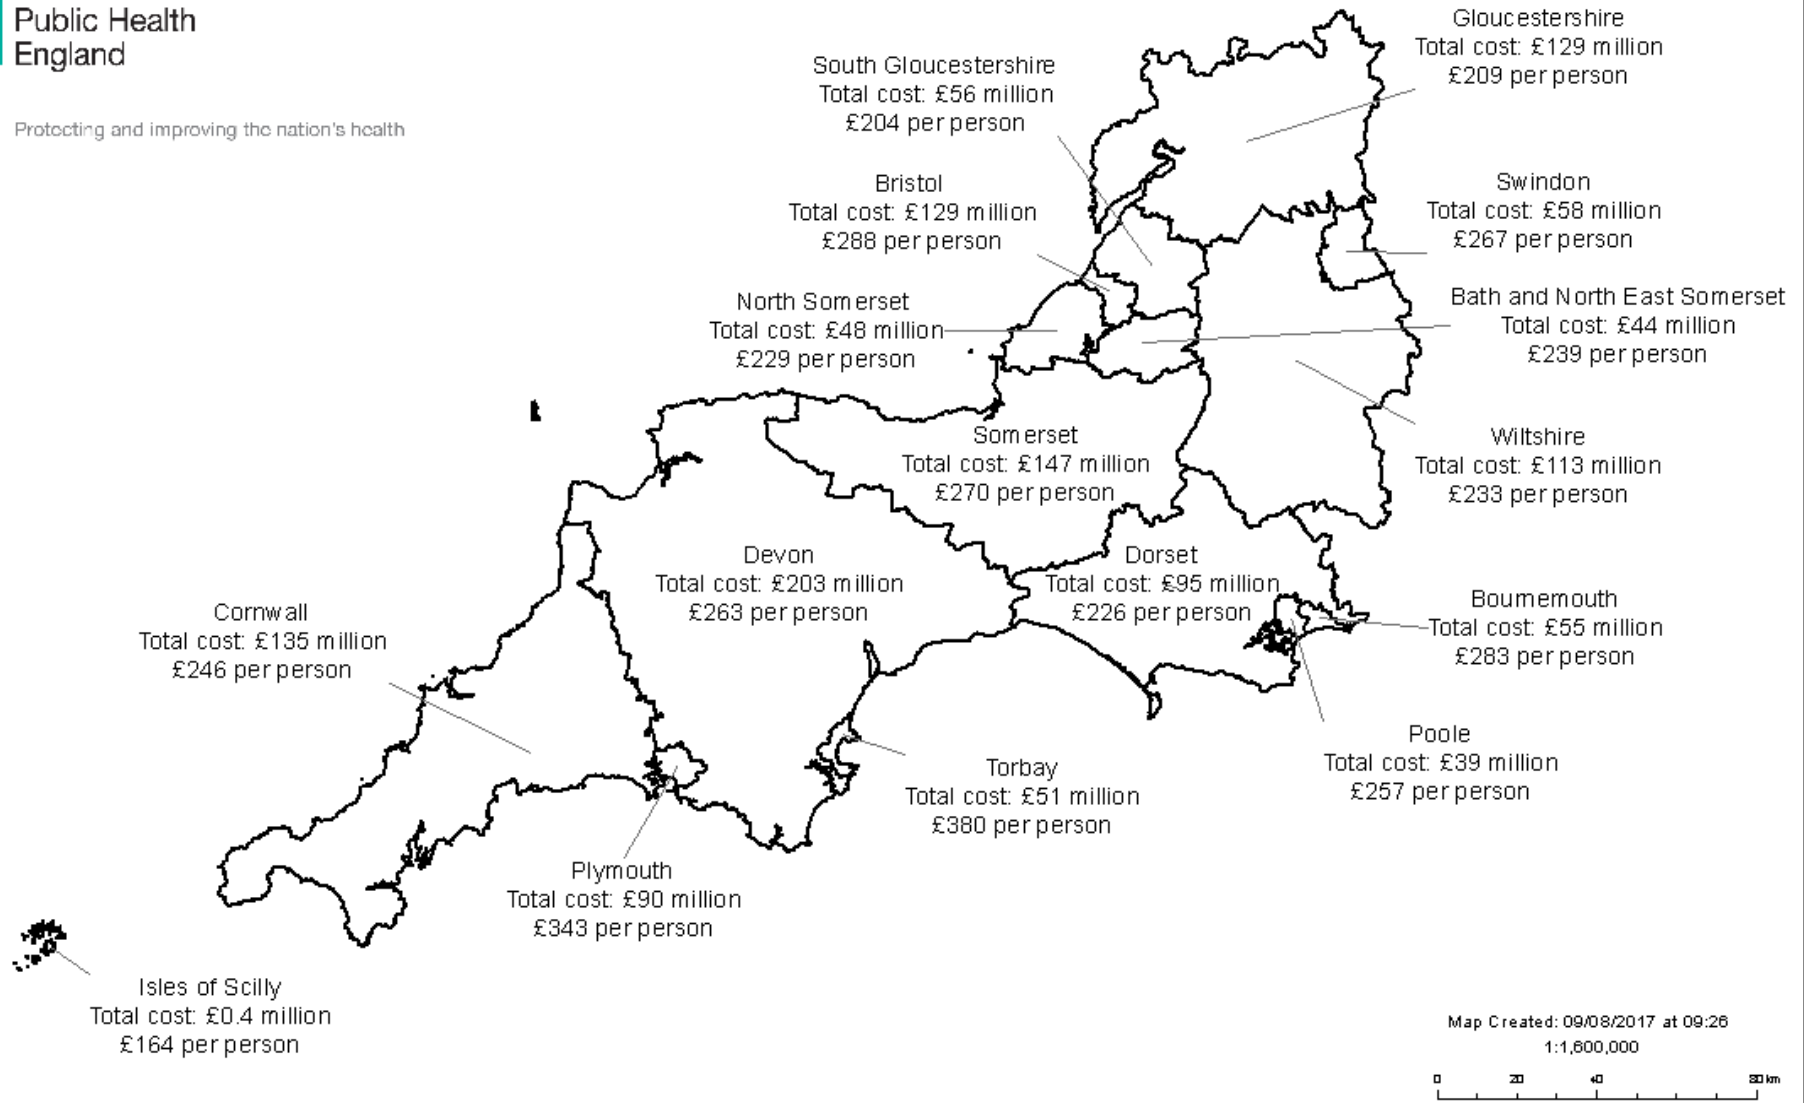 Public Health
England
Protecting and improving the nation's health
Gloucestershire
Total cost: £129 million
£209 per person
South Gloucestershire
Total cost: £56 million
£204 per person
Bristol
Total cost: £129 million
£288 per person
Swindon
Total cost: £58 million
£267 per person
North Somerset
Total cost: £48 million
£229 per person
Bath and North East Somerset
Total cost: £44 million
£239 per person
Somerset
Total cost: £147 million
£270 per person
Wiltshire
Total cost: £113 million
£233 per person
Devon
Total cost: £203 million
£263 per person
Dorset
Total cost: £95 million
£226 per person
Cornwall
Total cost: £135 million
£246 per person
Bournemouth
Total cost: £55 million
£283 per person
Poole
Total cost: £39 million
£257 per person
Torbay
Total cost: £51 million
£380 per person
Plymouth
Total cost: £90 million
£343 per person
Isles of Scilly
Total cost: £0.4 million
£164 per person
Map Created: 09/08/2017 at 09:26
1:1,600,000
0 20 40 80 km